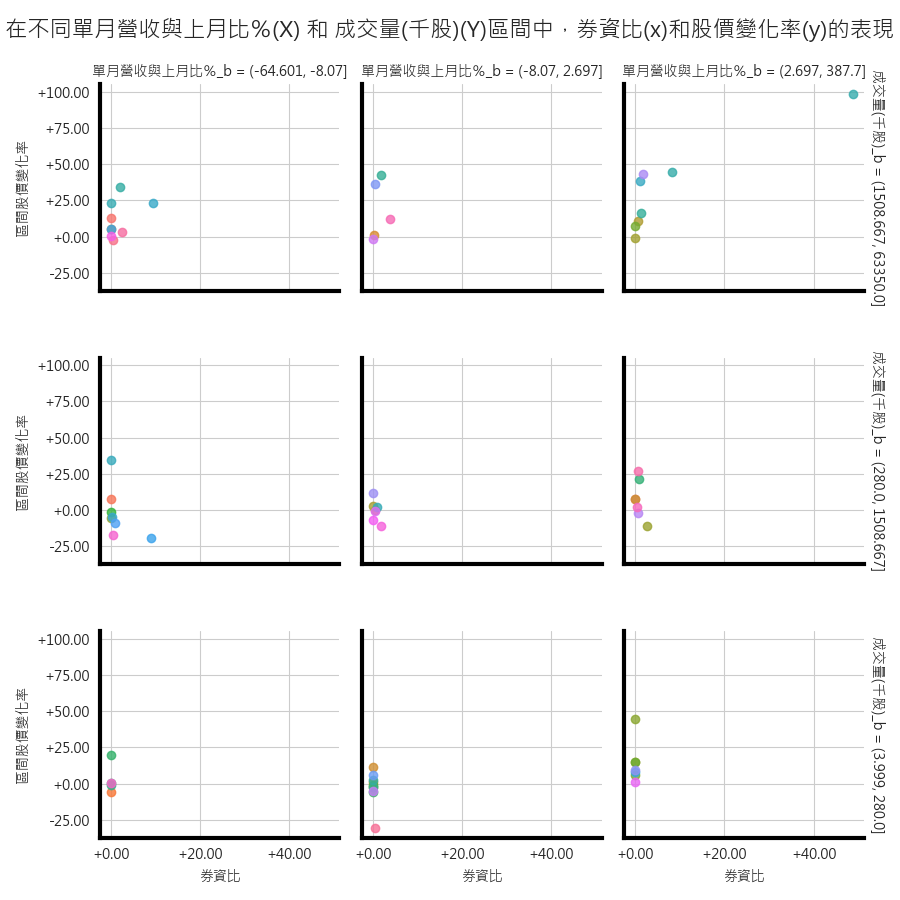 在不同單月營收與上月比%(X) 和 成交量(千股)(Y)區間中，券資比(x)和股價變化率(y)的表現
單月營收與上月比%_b = (-64.601, -8.07]
單月營收與上月比%_b = (-8.07, 2.697]
單月營收與上月比%_b = (2.697, 387.7]
+100.00
+75.00
+50.00
+25.00
+0.00
-25.00
區間股價變化率
成交量(千股)_b = (1508.667, 63350.0]
+100.00
+75.00
+50.00
+25.00
+0.00
-25.00
區間股價變化率
成交量(千股)_b = (280.0, 1508.667]
+100.00
+75.00
+50.00
+25.00
+0.00
-25.00
區間股價變化率
成交量(千股)_b = (3.999, 280.0]
+0.00 +20.00 +40.00
+0.00 +20.00 +40.00
+0.00 +20.00 +40.00
券資比
券資比
券資比